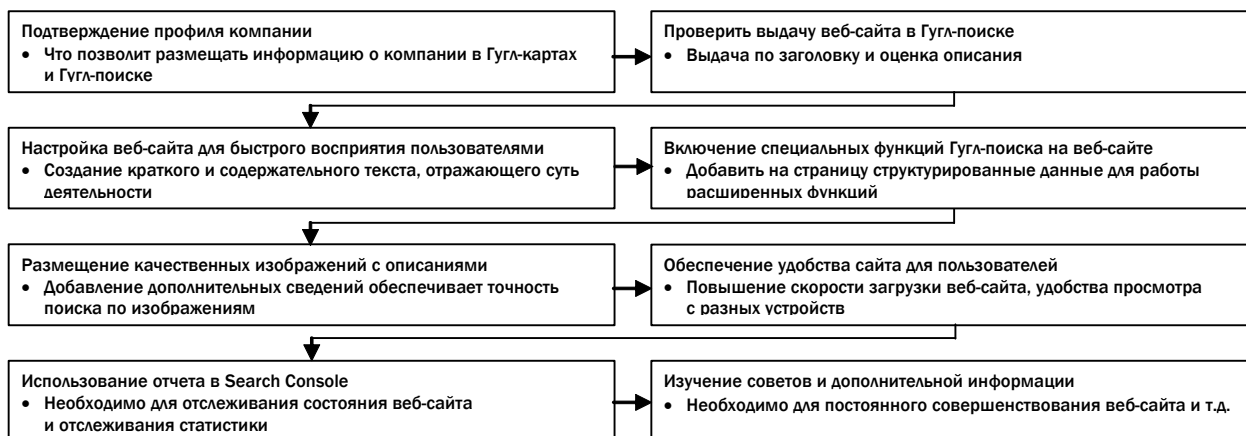 Подтверждение профиля компании
• Что позволит размещать информацию о компании в Гугл-картах
и Гугл-поиске
Проверить выдачу веб-сайта в Гугл-поиске
• Выдача по заголовку и оценка описания
Настройка веб-сайта для быстрого восприятия пользователями
• Создание краткого и содержательного текста, отражающего суть
деятельности
Включение специальных функций Гугл-поиска на веб-сайте
• Добавить на страницу структурированные данные для работы
расширенных функций
Размещение качественных изображений с описаниями
• Добавление дополнительных сведений обеспечивает точность
поиска по изображениям
Обеспечение удобства сайта для пользователей
• Повышение скорости загрузки веб-сайта, удобства просмотра
с разных устройств
Использование отчета в Search Console
• Необходимо для отслеживания состояния веб-сайта
и отслеживания статистики
Изучение советов и дополнительной информации
• Необходимо для постоянного совершенствования веб-сайта и т.д.